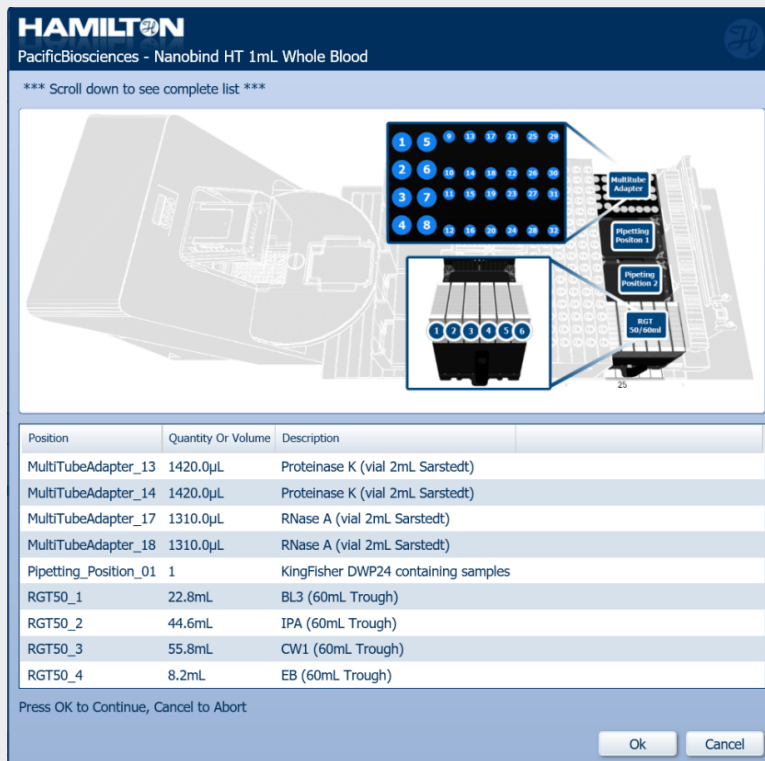 HAMILTON
PacificBiosciences - Nanobind HT 1mL Whole Blood
*** Scroll down to see complete list ***
1 5 9 13 17 21 25 29
2 6 10 14 18 22 26 30
3 7 11 15 19 23 27 31
4 8 12 16 20 24 28 32
Multitube
Adapter
Pipetting
Positon 1
Pipeting
Position 2
RGT
50/60ml
1 2 3 4 5 6
25
Position Quantity Or Volume Description
MultiTubeAdapter_13 1420.0µL Proteinase K (vial 2mL Sarstedt)
MultiTubeAdapter_14 1420.0µL Proteinase K (vial 2mL Sarstedt)
MultiTubeAdapter_17 1310.0µL RNase A (vial 2mL Sarstedt)
MultiTubeAdapter_18 1310.0µL RNase A (vial 2mL Sarstedt)
Pipetting_Position_01 1 KingFisher DWP24 containing samples
RGT50_1 22.8mL BL3 (60mL Trough)
RGT50_2 44.6mL IPA (60mL Trough)
RGT50_3 55.8mL CW1 (60mL Trough)
RGT50_4 8.2mL EB (60mL Trough)
Press OK to Continue, Cancel to Abort
Ok Cancel